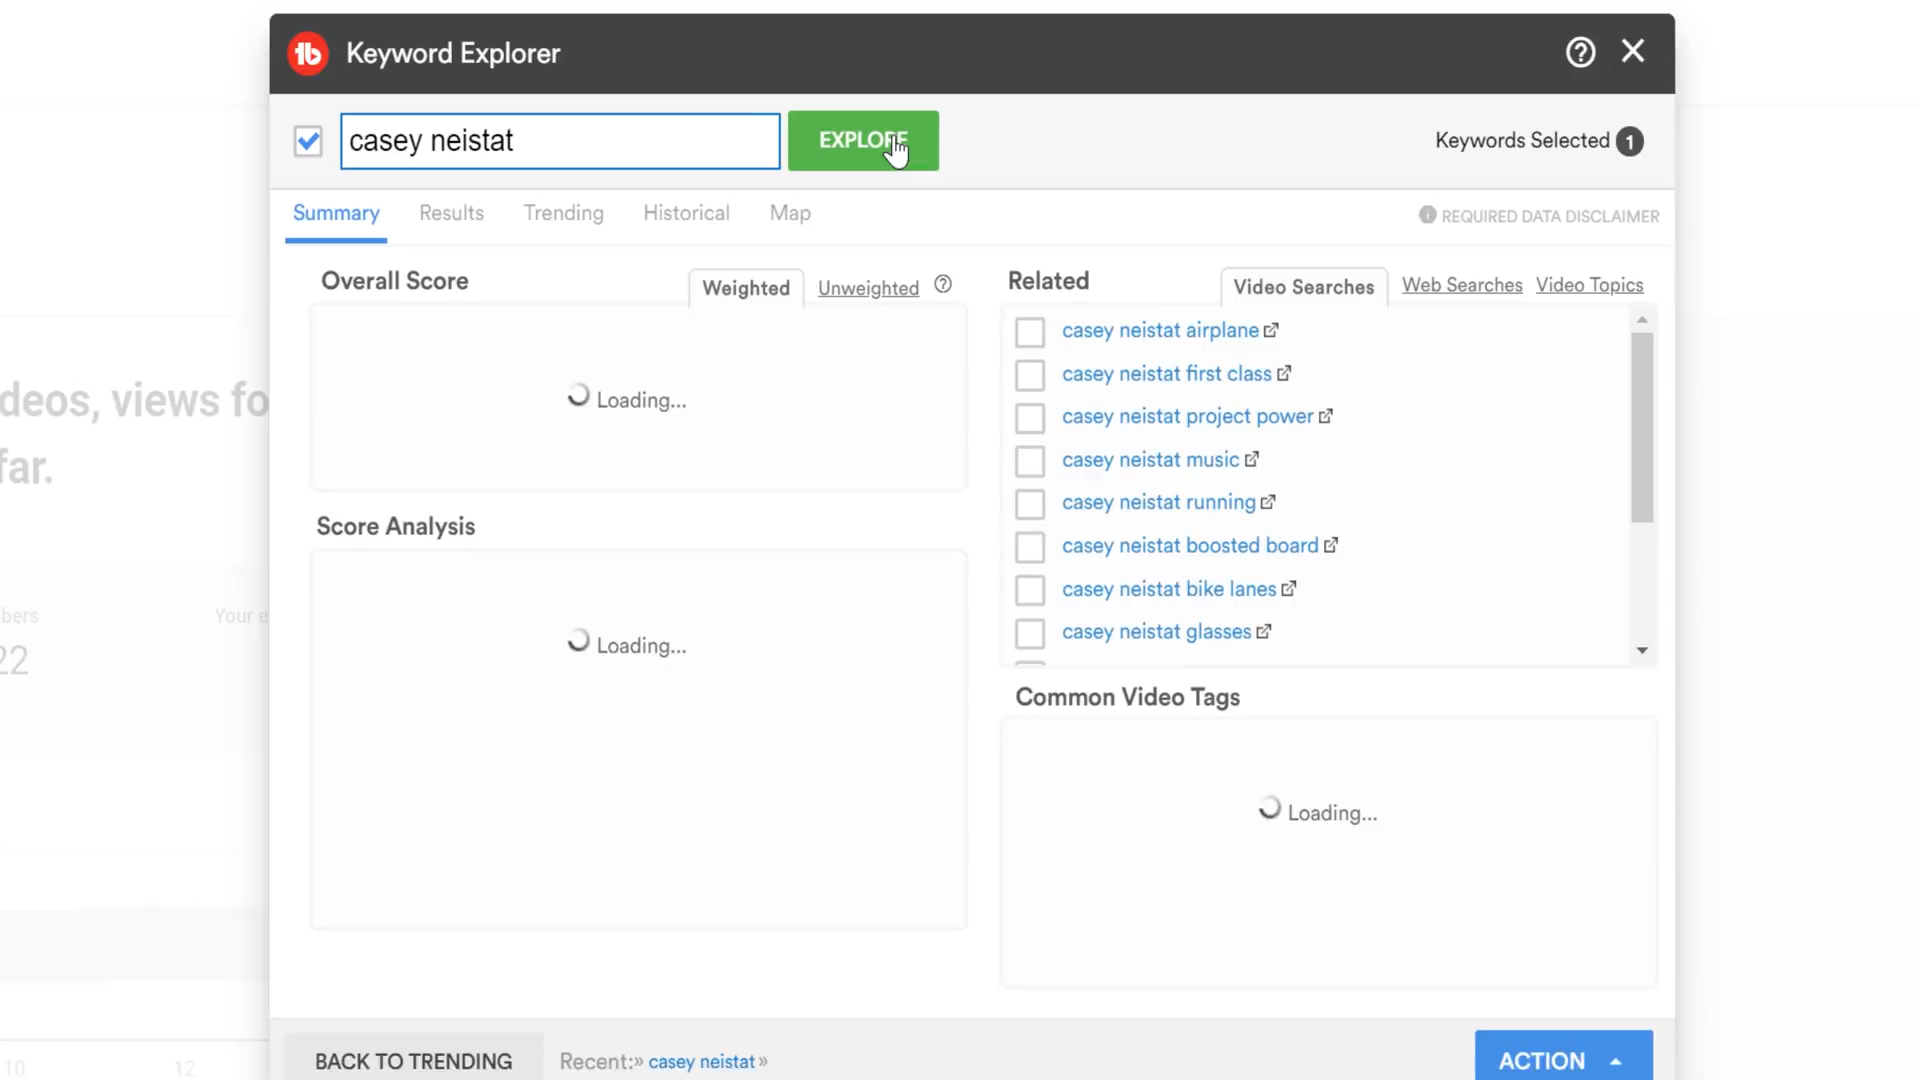 Keyword Explorer
casey neistat
EXPLORE
Keywords Selected 1
Summary Results Trending Historical Map
REQUIRED DATA DISCLAIMER
Overall Score
Weighted Unweighted
Loading...
Score Analysis
Loading...
Related
Video Searches Web Searches Video Topics
casey neistat airplane
casey neistat first class
casey neistat project power
casey neistat music
casey neistat running
casey neistat boosted board
casey neistat bike lanes
casey neistat glasses
Common Video Tags
Loading...
BACK TO TRENDING
Recent:» casey neistat »
ACTION
deos, views fo
far.
bers
Your e
22
10
12